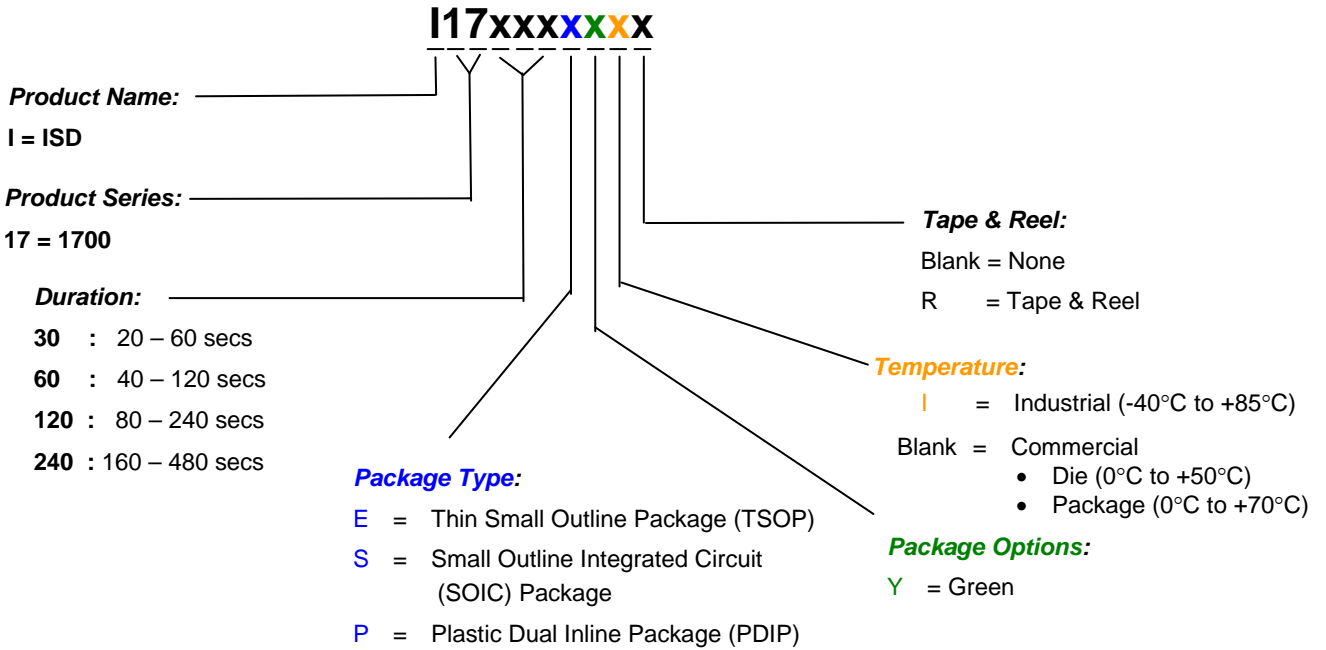 I17xxxxxxx
Product Name:
I = ISD
Product Series:
17 = 1700
Duration:
30 : 20 – 60 secs
60 : 40 – 120 secs
120 : 80 – 240 secs
240 : 160 – 480 secs
Package Type:
E = Thin Small Outline Package (TSOP)
S = Small Outline Integrated Circuit
(SOIC) Package
P = Plastic Dual Inline Package (PDIP)
Tape & Reel:
Blank = None
R = Tape & Reel
Temperature:
I = Industrial (-40°C to +85°C)
Blank = Commercial
• Die (0°C to +50°C)
• Package (0°C to +70°C)
Package Options:
Y = Green